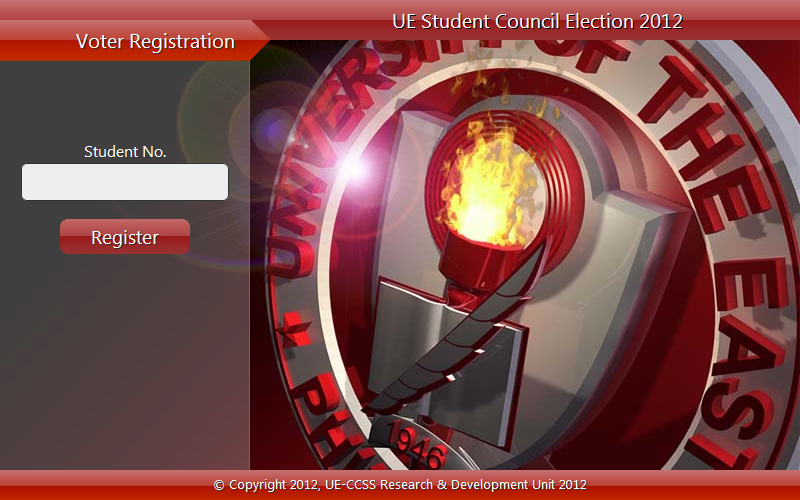 UE Student Council Election 2012
Voter Registration
Student No.
Register
UNIVERSITY OF THE EAST
1946
© Copyright 2012, UE-CCSS Research & Development Unit 2012